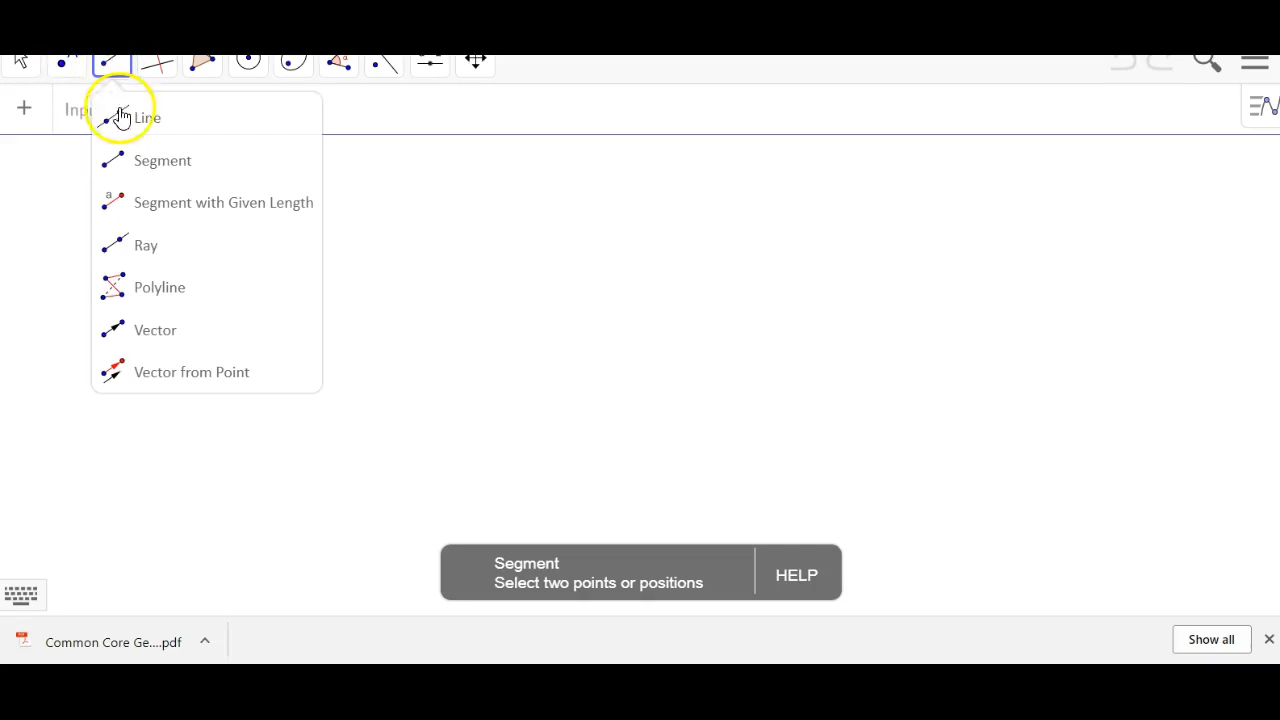 Inpu
Line
Segment
a
Segment with Given Length
Ray
Polyline
Vector
Vector from Point
Segment
Select two points or positions
HELP
Common Core Ge....pdf
Show all